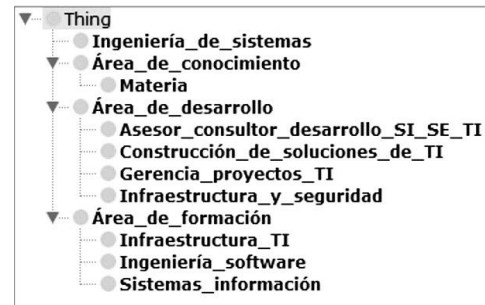 Thing
Ingeniería_de_sistemas
Área_de_conocimiento
Materia
Área_de_desarrollo
Asesor_consultor_desarrollo_SI_SE_TI
Construcción_de_soluciones_de_TI
Gerencia_proyectos_TI
Infraestructura_y_seguridad
Área_de_formación
Infraestructura_TI
Ingeniería_software
Sistemas_información